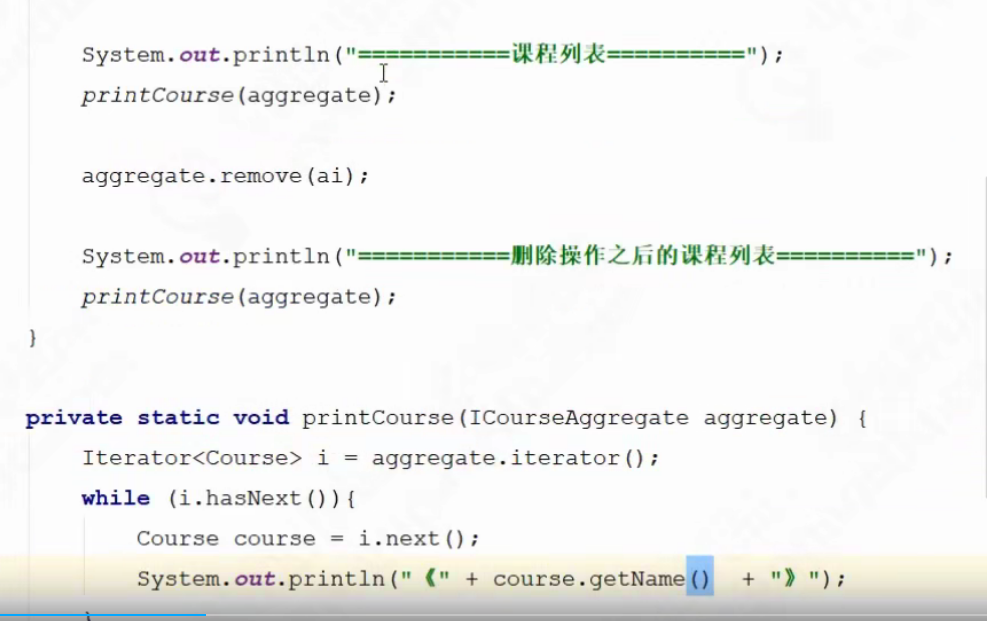 System.out.println("===========课程列表==========");
printCourse(aggregate);
aggregate.remove(ai);
System.out.println("===========删除操作之后的课程列表==========");
printCourse(aggregate);
}
private static void printCourse(ICourseAggregate aggregate) {
Iterator<Course> i = aggregate.iterator();
while (i.hasNext()){
Course course = i.next();
System.out.println("《" + course.getName() + "》");